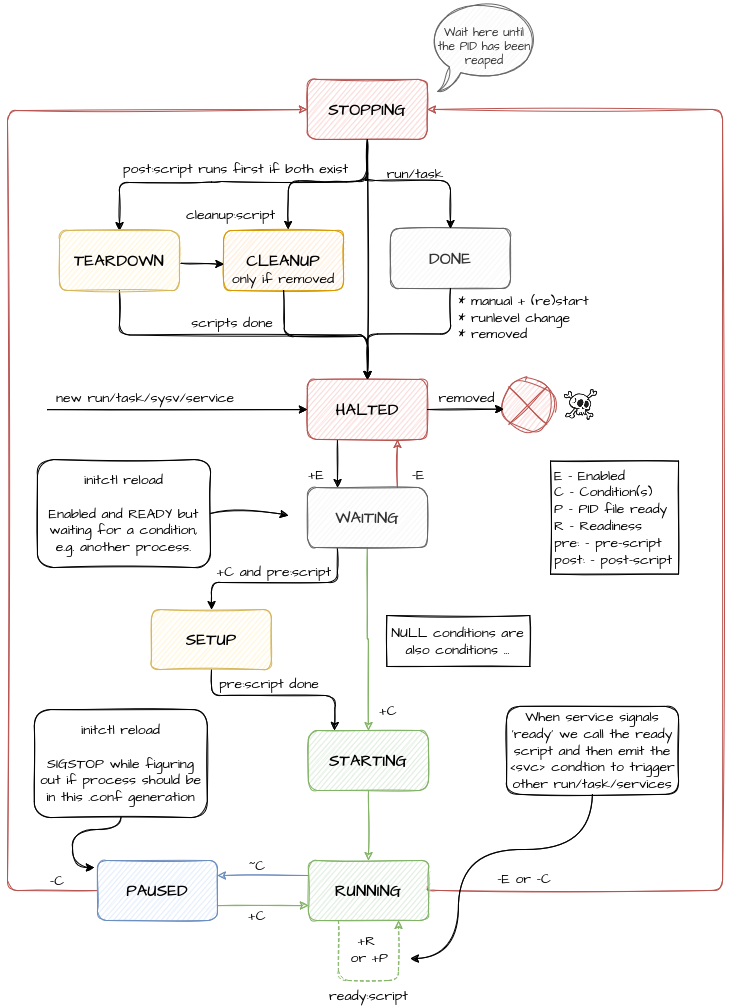 Wait here until
the PID has been
reaped
STOPPING
post:script runs first if both exist
run/task
cleanup:script
TEARDOWN
CLEANUP
only if removed
DONE
* manual + (re)start
* runlevel change
* removed
scripts done
new run/task/sysv/service
HALTED
removed
+E
-E
initctl reload
Enabled and READY but
waiting for a condition,
e.g. another process.
WAITING
E - Enabled
C - Condition(s)
P - PID file ready
R - Readiness
pre: - pre-script
post: - post-script
+C and pre:script
SETUP
NULL conditions are
also conditions ...
pre:script done
+C
initctl reload
SIGSTOP while figuring
out if process should be
in this .conf generation
STARTING
When service signals
'ready' we call the ready
script and then emit the
<svc> condtion to trigger
other run/task/services
-C
PAUSED
~C
+C
RUNNING
-E or -C
+R
or +P
ready:script